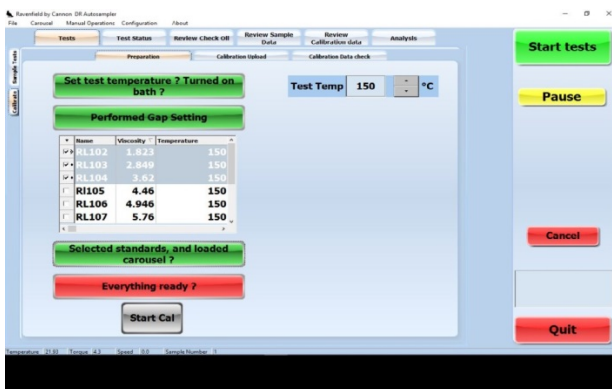 Ravenfield by Cannon DR Autosampler
File Carousel Manual Operations Configuration About
Tests Test Status Review Check Off Review Sample Data Review Calibration data Analysis
Preparation Calibration Upload Calibration Data check
Sample Tests
Calibrate
Set test temperature ? Turned on bath ?
Test Temp 150 °C
Performed Gap Setting
Name Viscosity Temperature
RL102 1.823 150
RL103 2.849 150
RL104 3.62 150
Rl105 4.46 150
RL106 4.946 150
RL107 5.76 150
Selected standards, and loaded carousel ?
Everything ready ?
Start Cal
Start tests
Pause
Cancel
Quit
Temperature 21.93 Torque 4.3 Speed 0.0 Sample Number 1